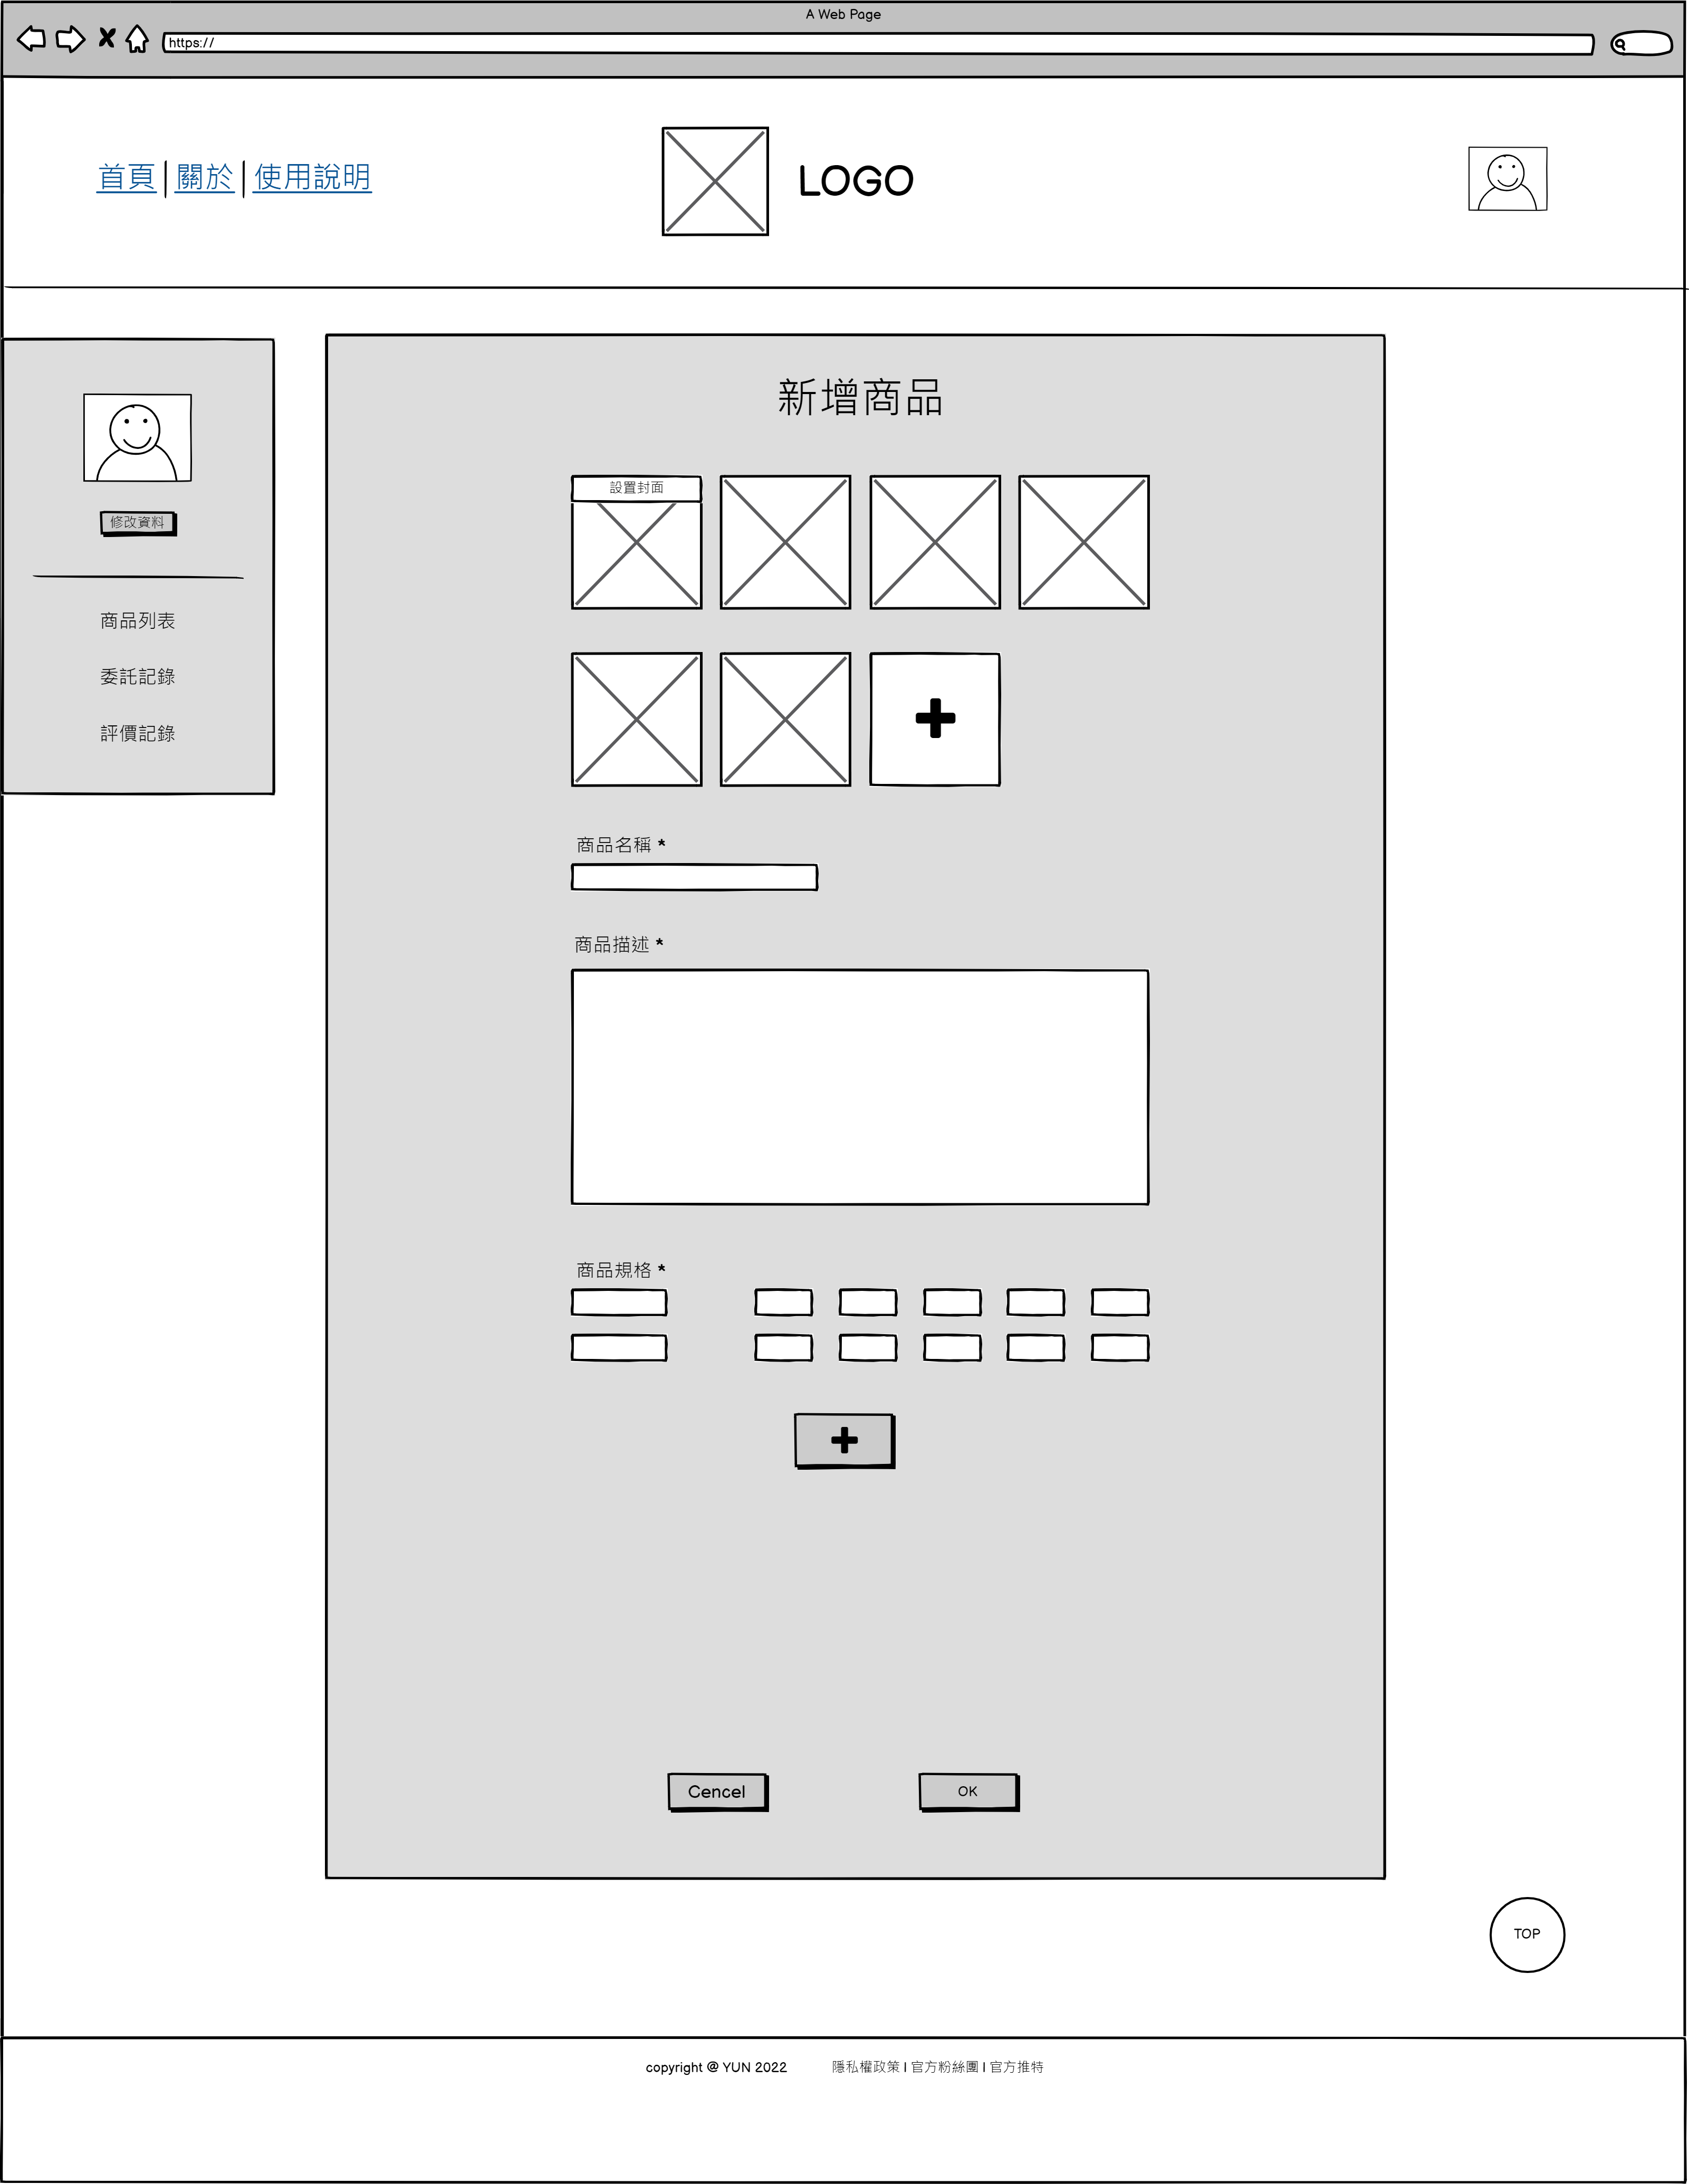 A Web Page
https://
首頁 | 關於 | 使用說明
LOGO
修改資料
商品列表
委託記錄
評價記錄
新增商品
設置封面
商品名稱 *
商品描述 *
商品規格 *
Cencel
OK
TOP
copyright @ YUN 2022
隱私權政策 | 官方粉絲團 | 官方推特